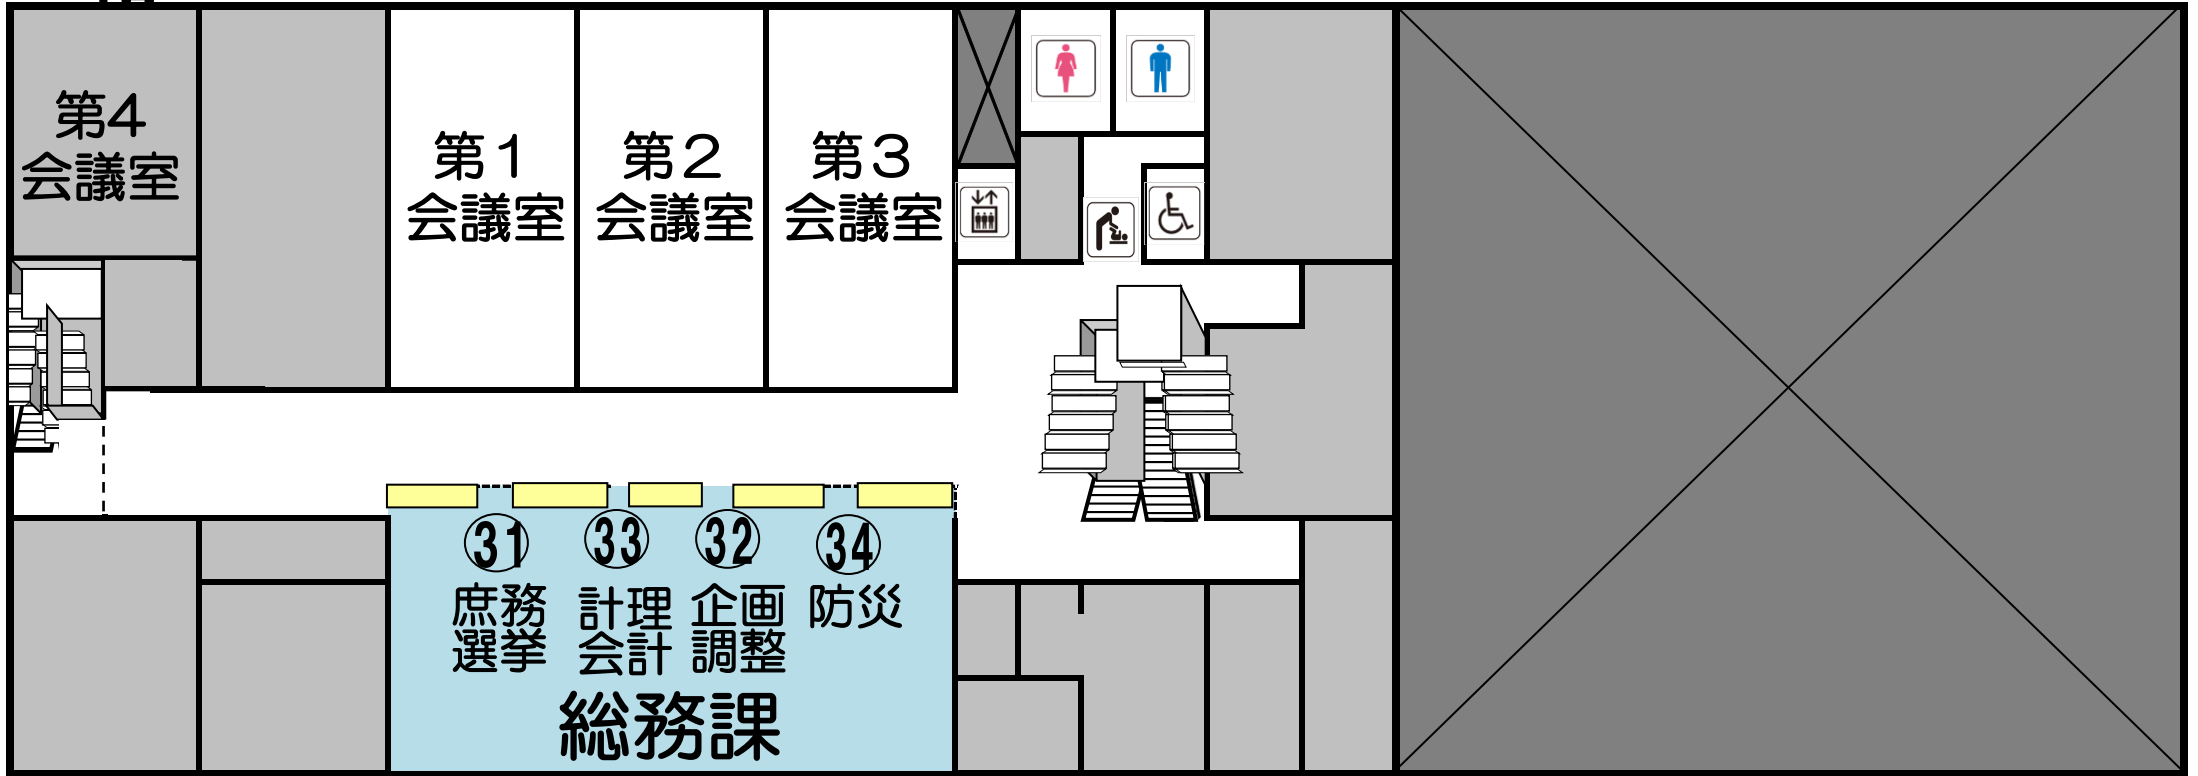 第4
会議室
第１
会議室
第２
会議室
第３
会議室
31
庶務
選挙
33
計理
会計
32
企画
調整
34
防災
総務課